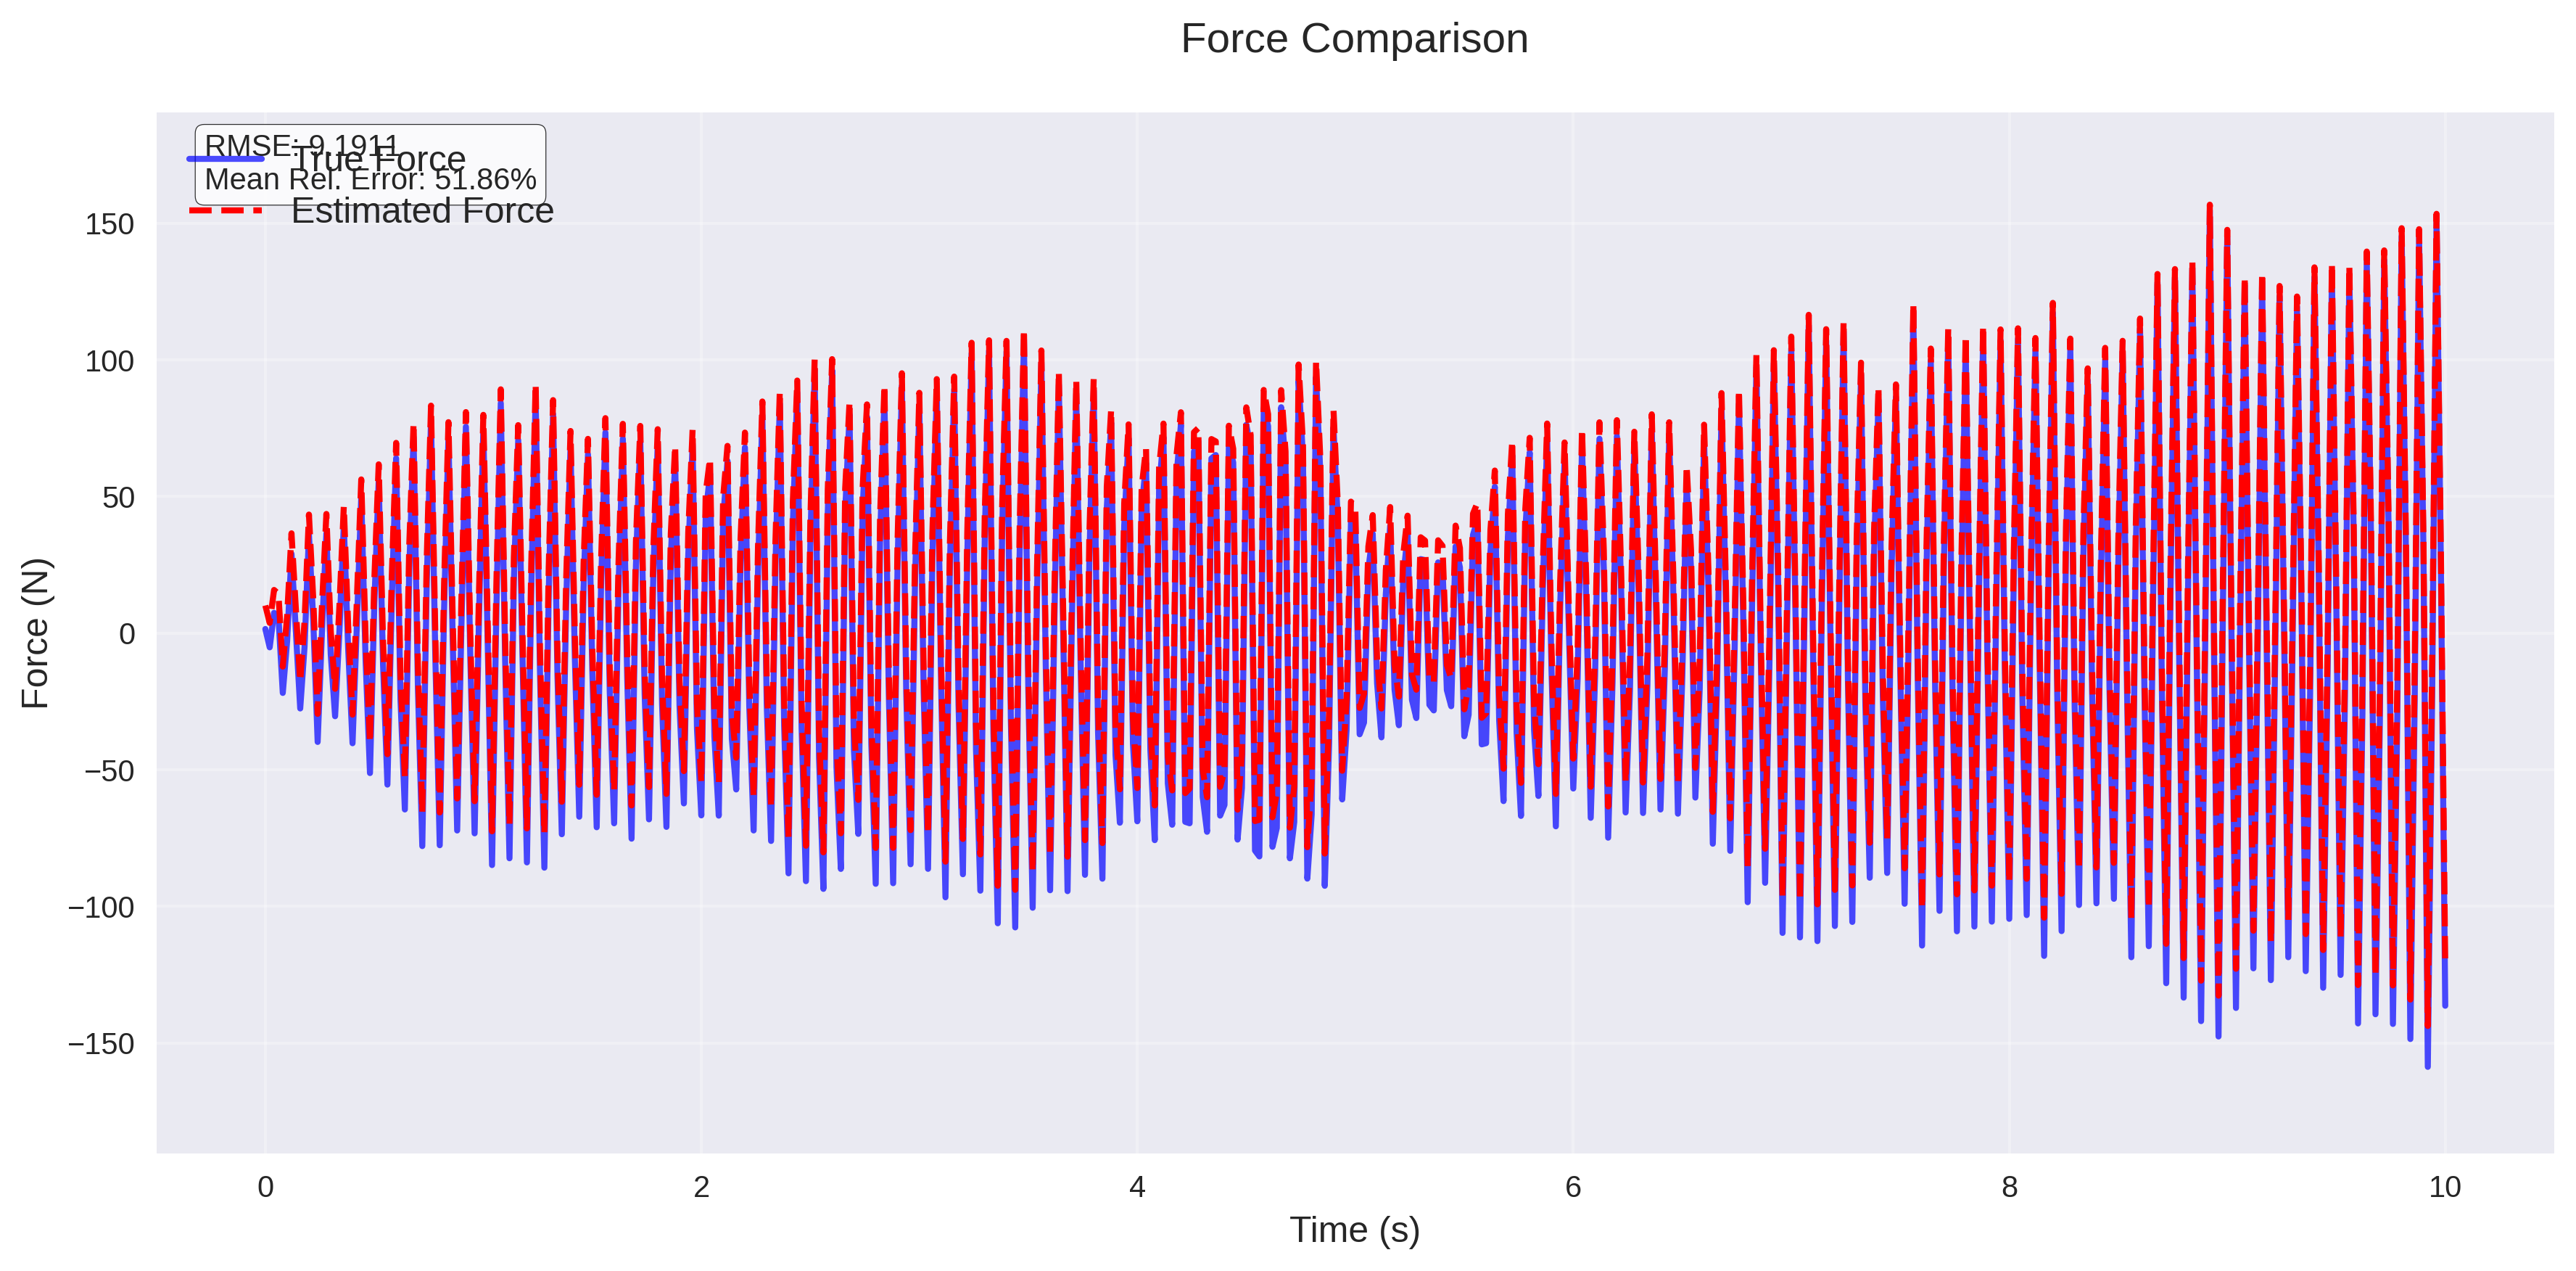 Force Comparison
RMSE: 9.1911
True Force
Mean Rel. Error: 51.86%
Estimated Force
150
100
50
0
−50
−100
−150
Force (N)
0 2 4 6 8 10
Time (s)